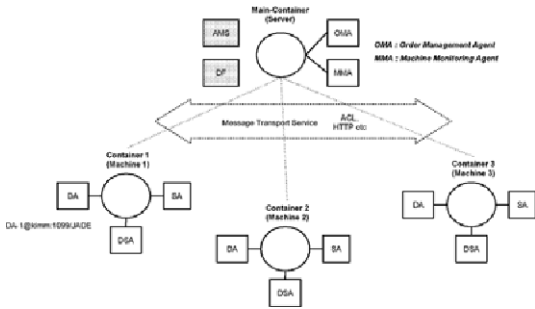 Main-Container
(Server)
AMS
OMA
DF
MMA
OMA : Order Management Agent
MMA : Machine Monitoring Agent
Message Transport Service
ACL,
HTTP etc
Container 1
(Machine 1)
DA
SA
DSA
DA-1@lomm:1099/JADE
Container 2
(Machine 2)
DA
SA
DSA
Container 3
(Machine 3)
DA
SA
DSA